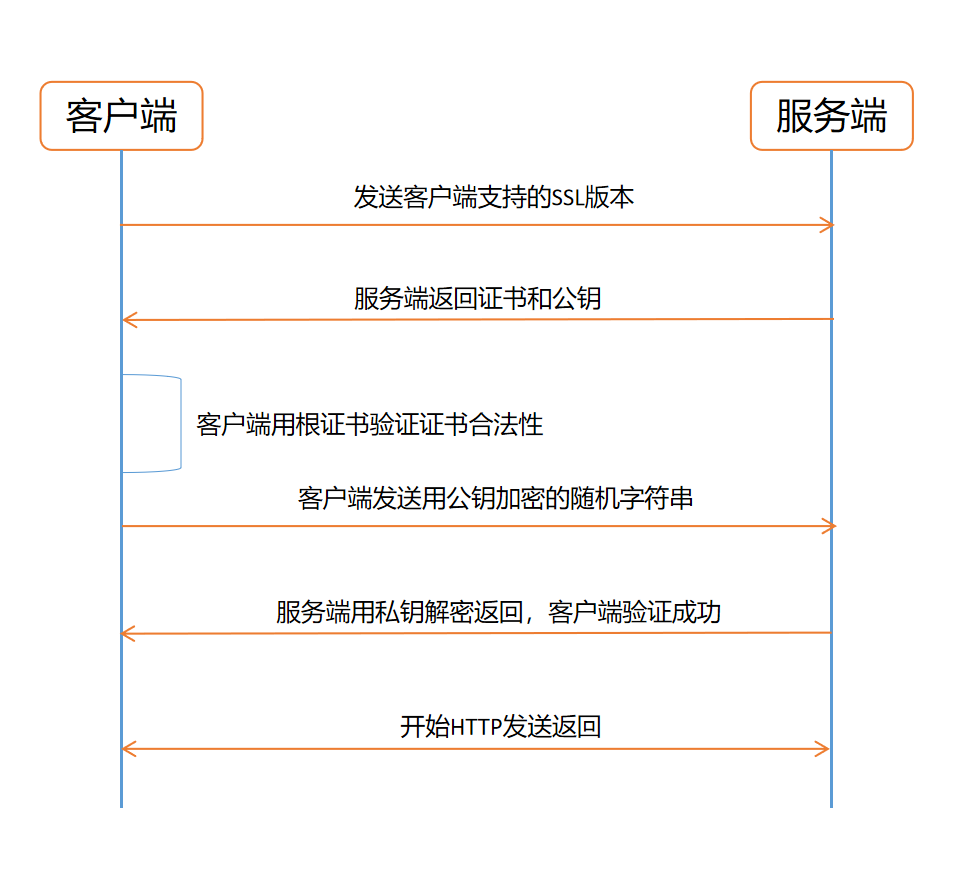 客户端
服务端
发送客户端支持的SSL版本
服务端返回证书和公钥
客户端用根证书验证证书合法性
客户端发送用公钥加密的随机字符串
服务端用私钥解密返回，客户端验证成功
开始HTTP发送返回